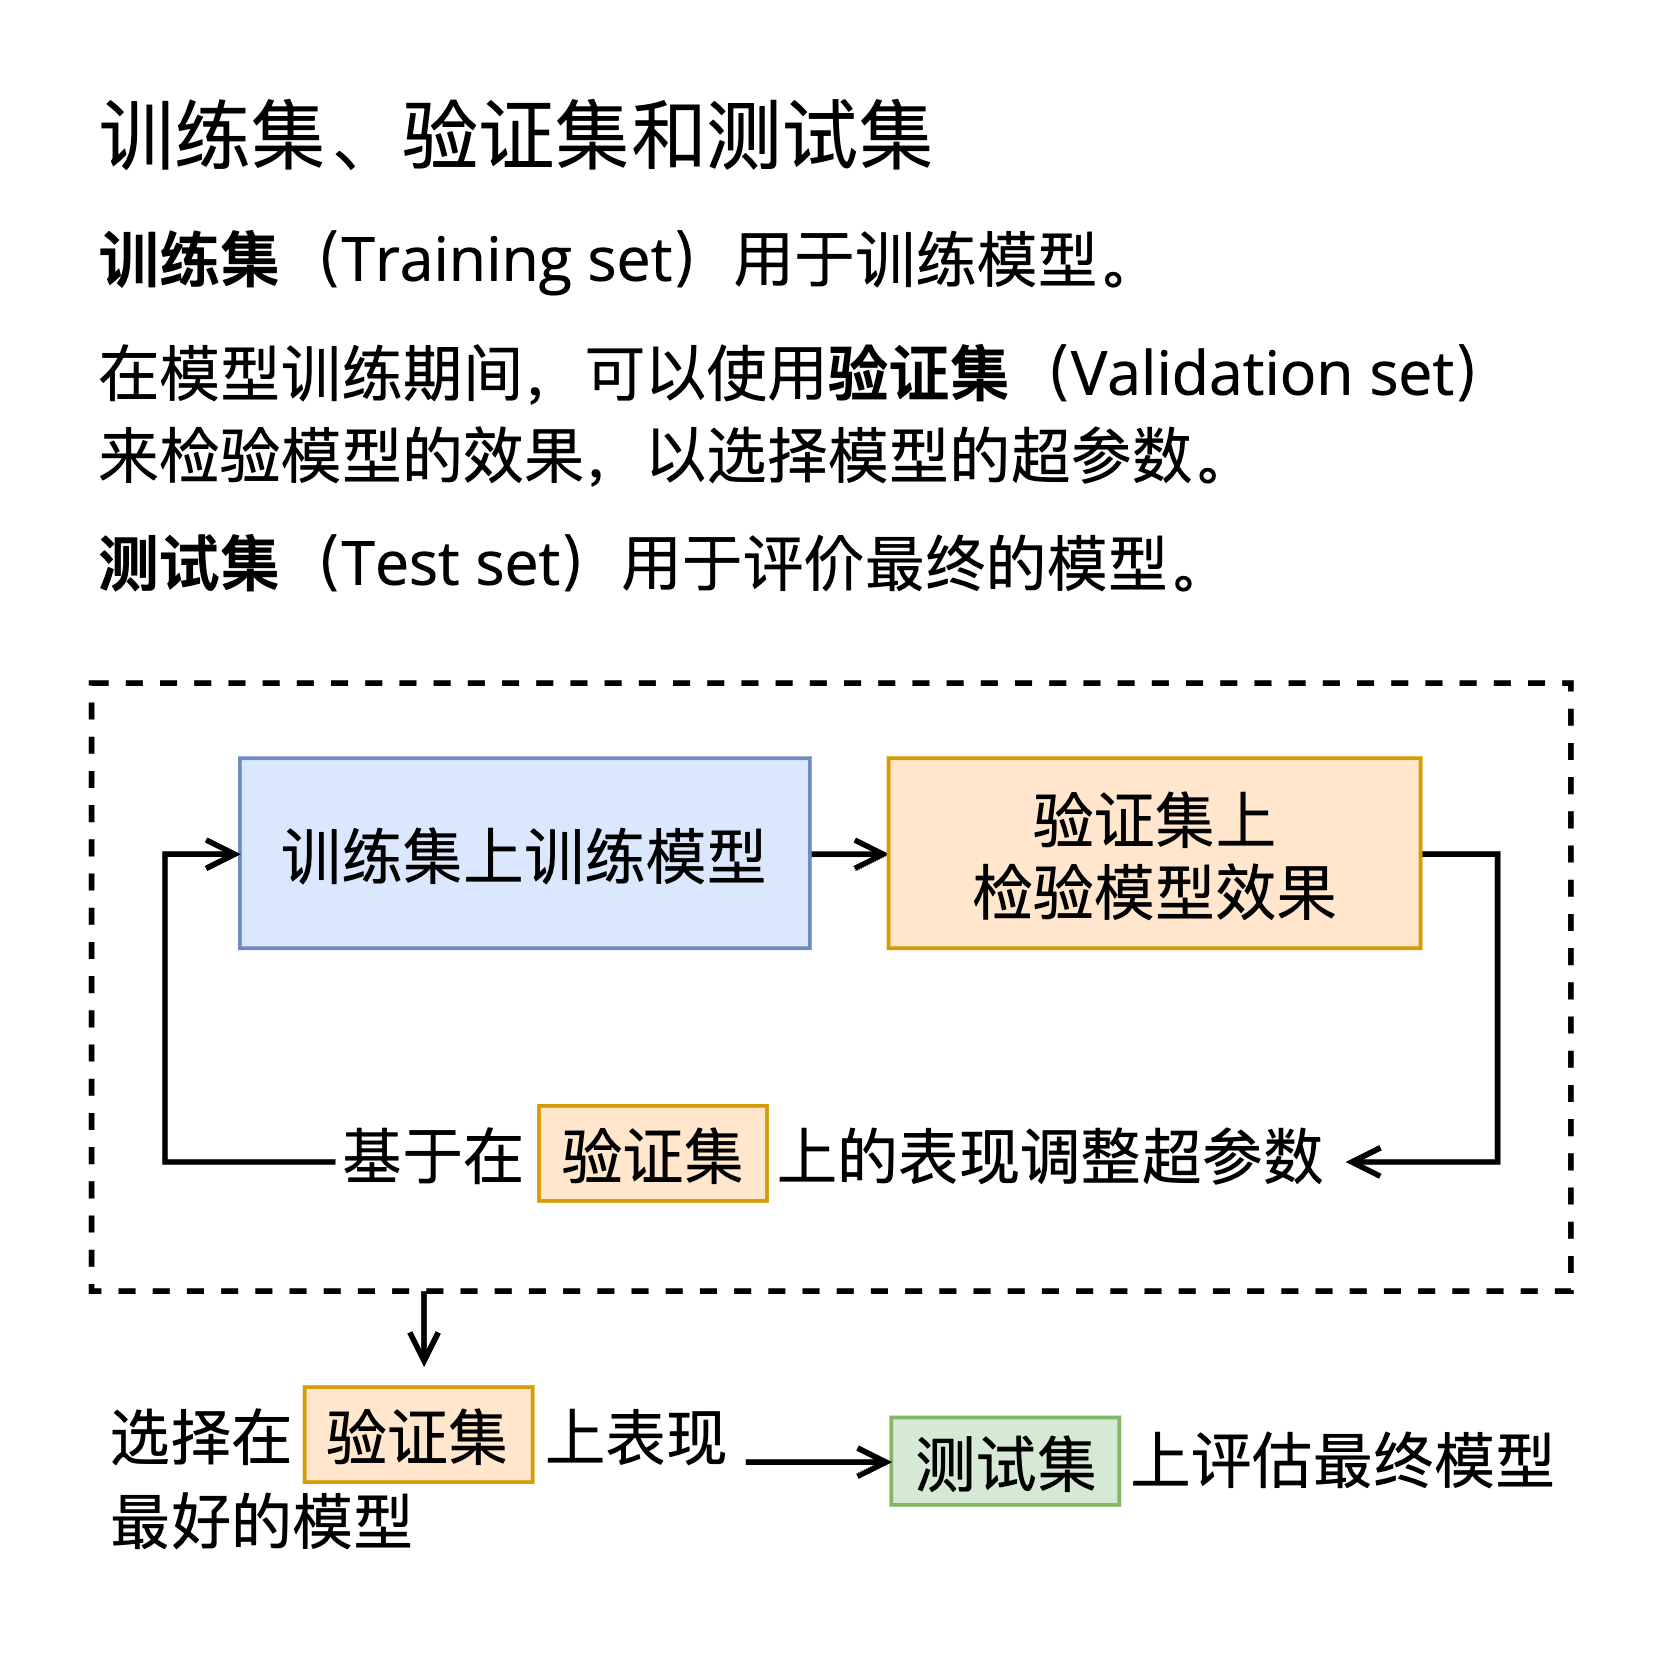 训练集、验证集和测试集
训练集（Training set）用于训练模型。
在模型训练期间，可以使用验证集（Validation set）
来检验模型的效果，以选择模型的超参数。
测试集（Test set）用于评价最终的模型。
训练集上训练模型
验证集上
检验模型效果
基于在 验证集 上的表现调整超参数
选择在 验证集 上表现
最好的模型
测试集 上评估最终模型